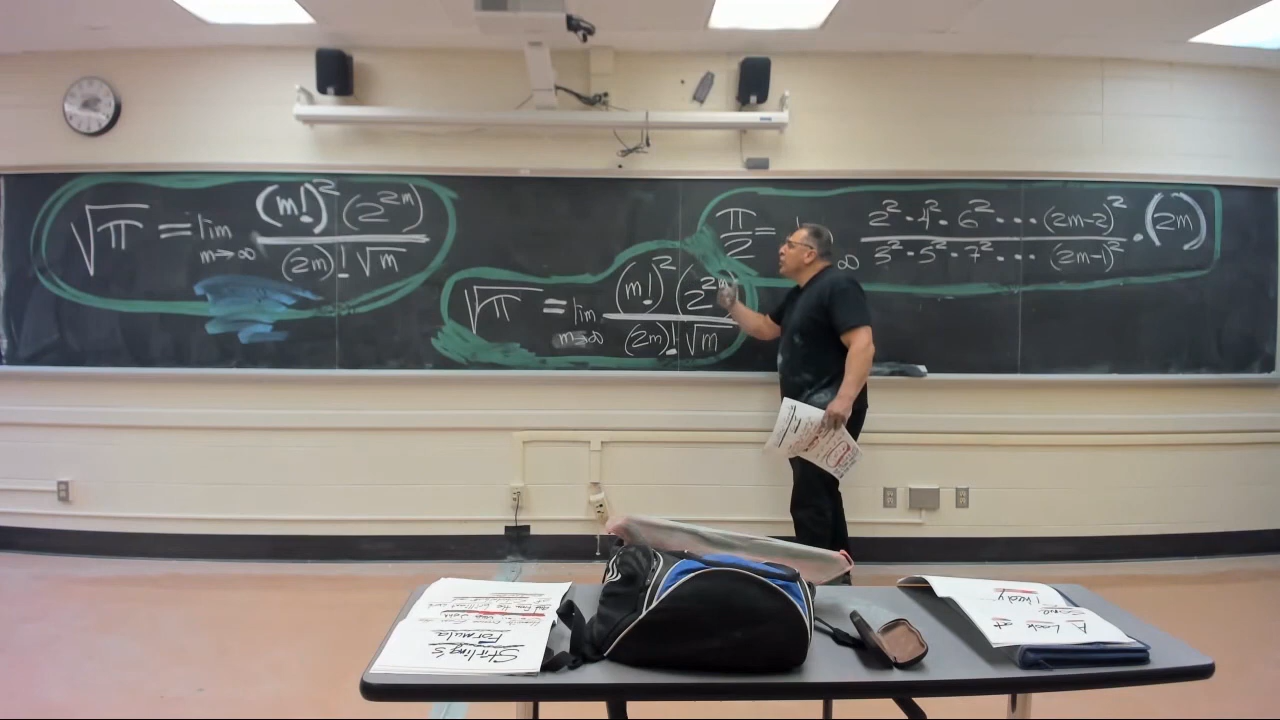 √π = lim m→∞ (m!)² (2^{2m}) / (2m)! √m
√π = lim m→∞ (m!)² (2^{2m}) / (2m)! √m
π/2 = ∞ 2² · 4² · 6² · · · (2m-2)² / 3² · 5² · 7² · · · (2m-1)² · (2m)
Stirling's
Formula
A Look at
Some